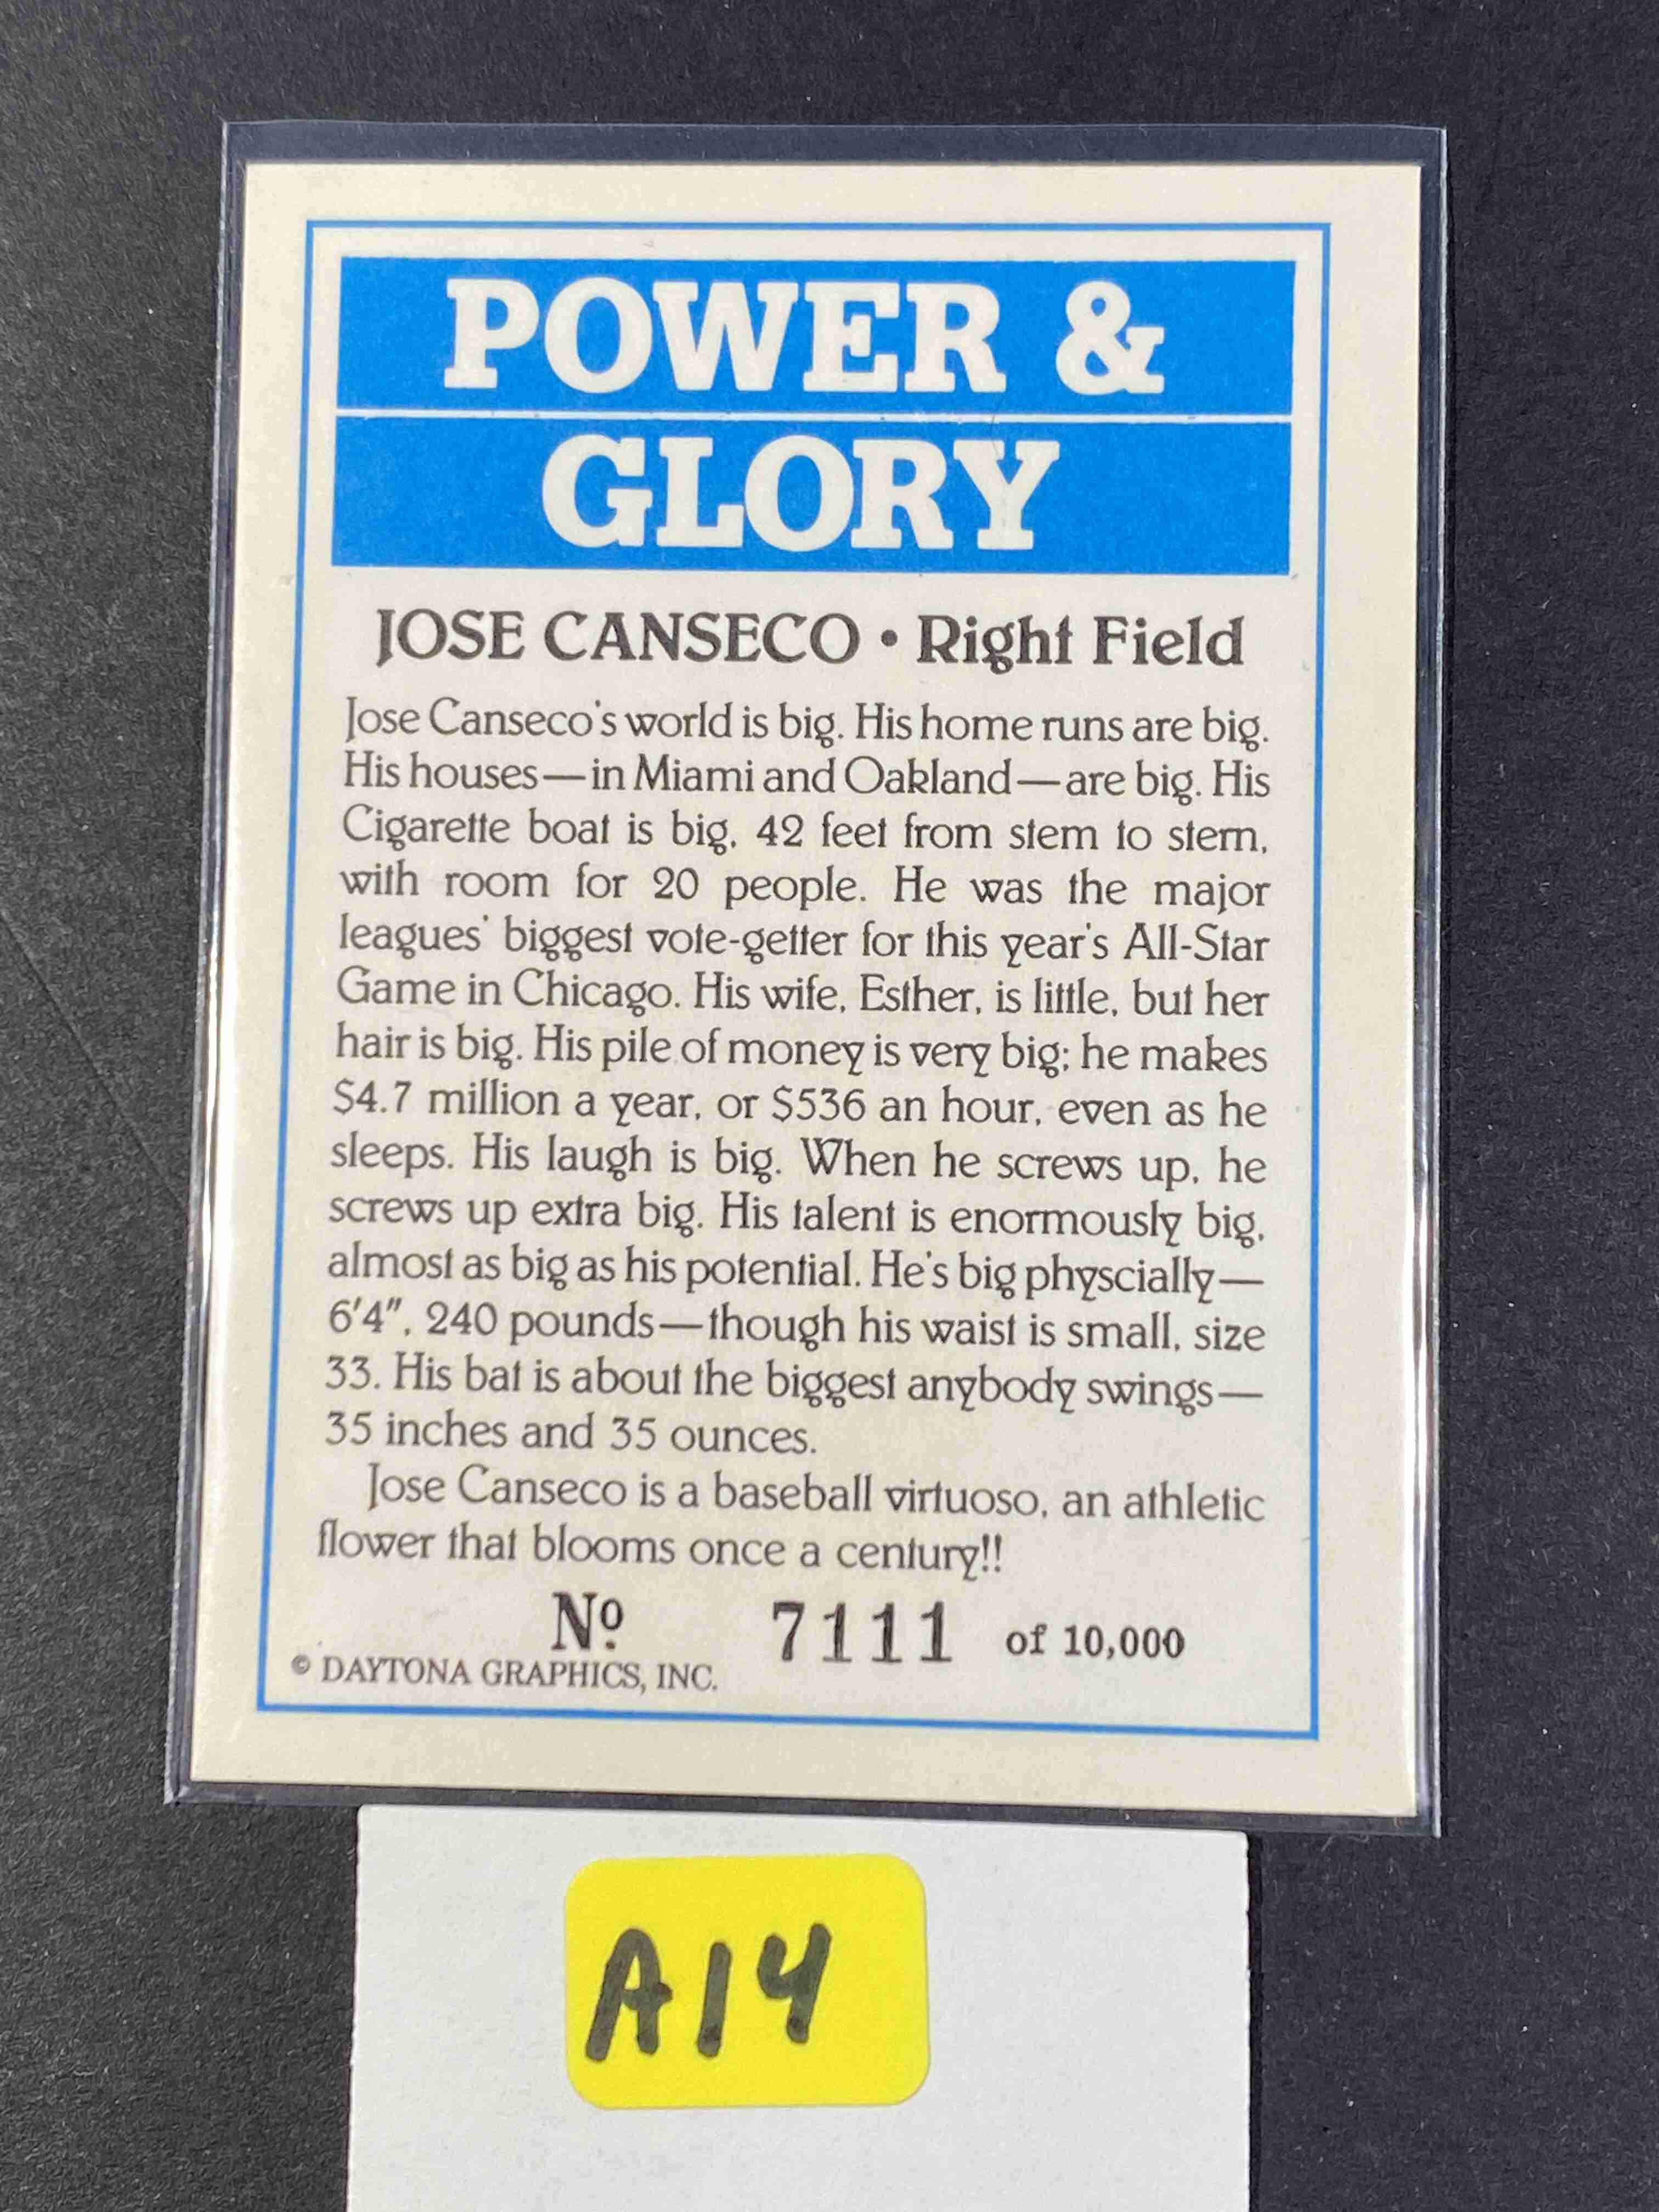 POWER &
GLORY
JOSE CANSECO • Right Field
Jose Canseco's world is big. His home runs are big.
His houses—in Miami and Oakland—are big. His
Cigarette boat is big, 42 feet from stem to stern,
with room for 20 people. He was the major
leagues' biggest vote-getter for this year's All-Star
Game in Chicago. His wife, Esther, is little, but her
hair is big. His pile of money is very big; he makes
$4.7 million a year, or $536 an hour, even as he
sleeps. His laugh is big. When he screws up, he
screws up extra big. His talent is enormously big,
almost as big as his potential. He's big physcially—
6'4", 240 pounds—though his waist is small, size
33. His bat is about the biggest anybody swings—
35 inches and 35 ounces.
Jose Canseco is a baseball virtuoso, an athletic
flower that blooms once a century!!
Nº. 7111 of 10,000
© DAYTONA GRAPHICS, INC.
A14